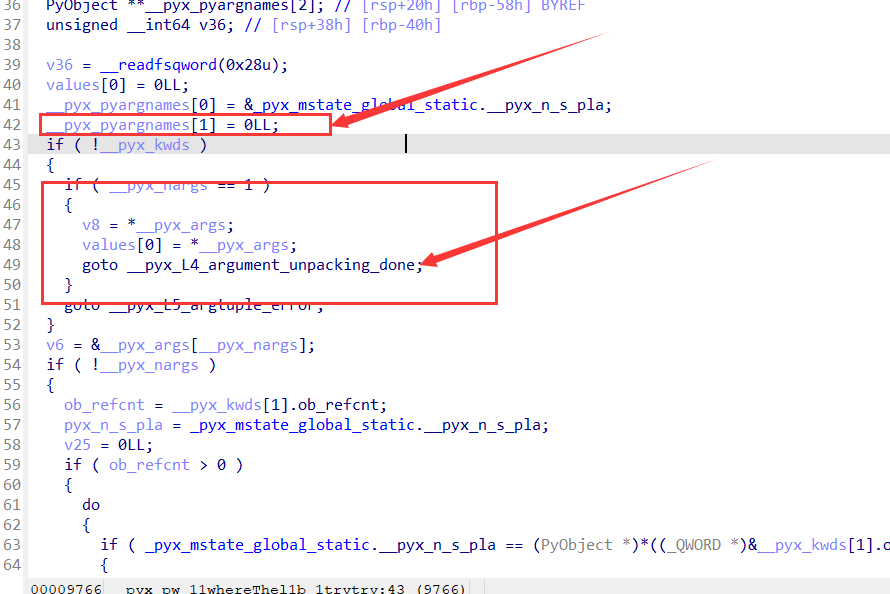 36 PyObject **__pyx_pyargnames[2]; // [rsp+20h] [rbp-58h] BYREF
37 unsigned __int64 v36; // [rsp+38h] [rbp-40h]
38
39 v36 = __readfsqword(0x28u);
40 values[0] = 0LL;
41 __pyx_pyargnames[0] = &_pyx_mstate_global_static.__pyx_n_s_pla;
42 __pyx_pyargnames[1] = 0LL;
43 if ( !__pyx_kwds )
44 {
45 if ( __pyx_nargs == 1 )
46 {
47 v8 = *__pyx_args;
48 values[0] = *__pyx_args;
49 goto __pyx_L4_argument_unpacking_done;
50 }
51 goto __pyx_L5_argtuple_error;
52 }
53 v6 = &__pyx_args[__pyx_nargs];
54 if ( !__pyx_nargs )
55 {
56 ob_refcnt = __pyx_kwds[1].ob_refcnt;
57 pyx_n_s_pla = _pyx_mstate_global_static.__pyx_n_s_pla;
58 v25 = 0LL;
59 if ( ob_refcnt > 0 )
60 {
61 do
62 {
63 if ( _pyx_mstate_global_static.__pyx_n_s_pla == (PyObject *)*((_QWORD *)&__pyx_kwds[1].o
64 {
00009766 __pyx_pw_11whereThel1b_1trytry:43 (9766)